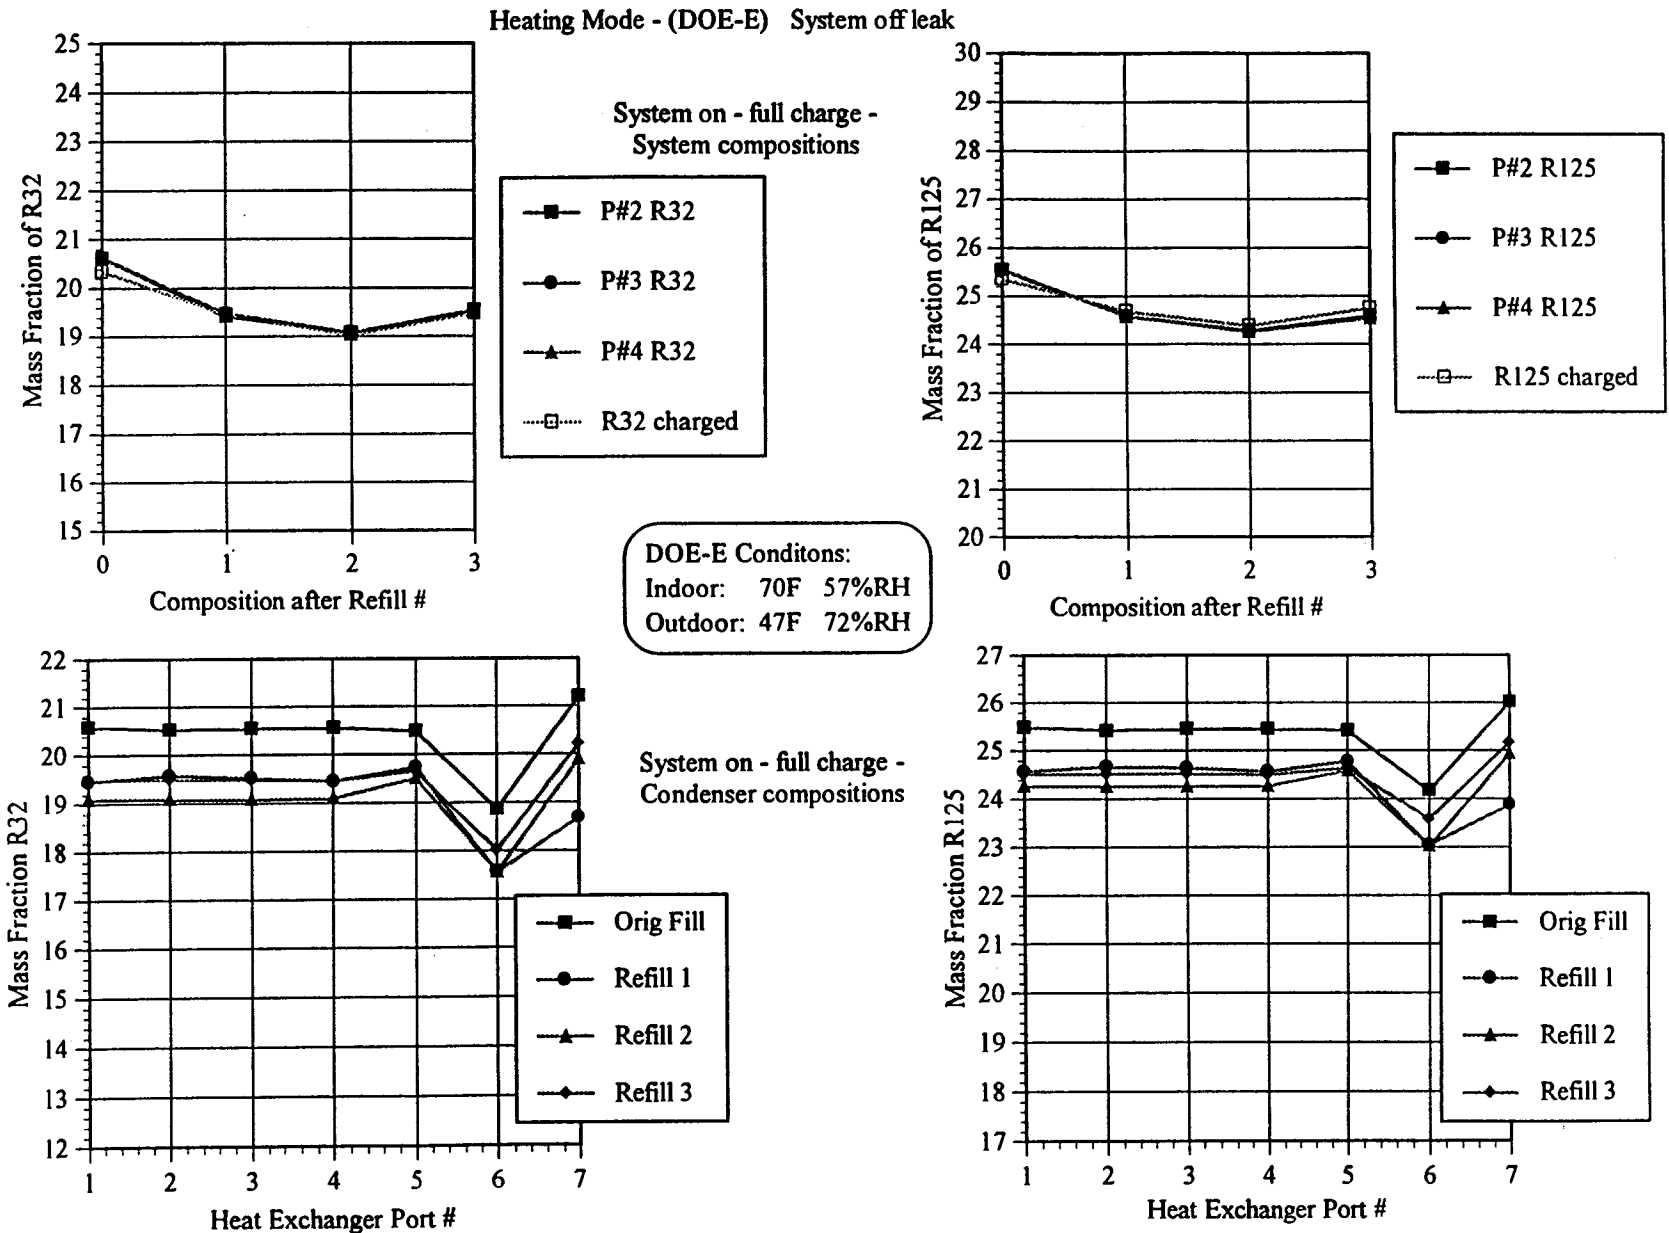 Heating Mode - (DOE-E) System off leak
25
24
23
22
21
20
19
18
17
16
15
Mass Fraction of R32
0 1 2 3
Composition after Refill #
System on - full charge -
System compositions
P#2 R32
P#3 R32
P#4 R32
R32 charged
30
29
28
27
26
25
24
23
22
21
20
Mass Fraction of R125
0 1 2 3
Composition after Refill #
P#2 R125
P#3 R125
P#4 R125
R125 charged
DOE-E Conditons:
Indoor: 70F 57%RH
Outdoor: 47F 72%RH
22
21
20
19
18
17
16
15
14
13
12
Mass Fraction R32
1 2 3 4 5 6 7
Heat Exchanger Port #
Orig Fill
Refill 1
Refill 2
Refill 3
System on - full charge -
Condenser compositions
27
26
25
24
23
22
21
20
19
18
17
Mass Fraction R125
1 2 3 4 5 6 7
Heat Exchanger Port #
Orig Fill
Refill 1
Refill 2
Refill 3